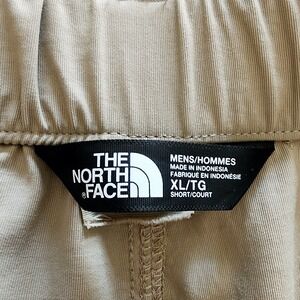 THE
NORTH
FACE
®
MENS/HOMMES
MADE IN INDONESIA
FABRIQUÉ EN INDONÉSIE
XL/TG
SHORT/COURT